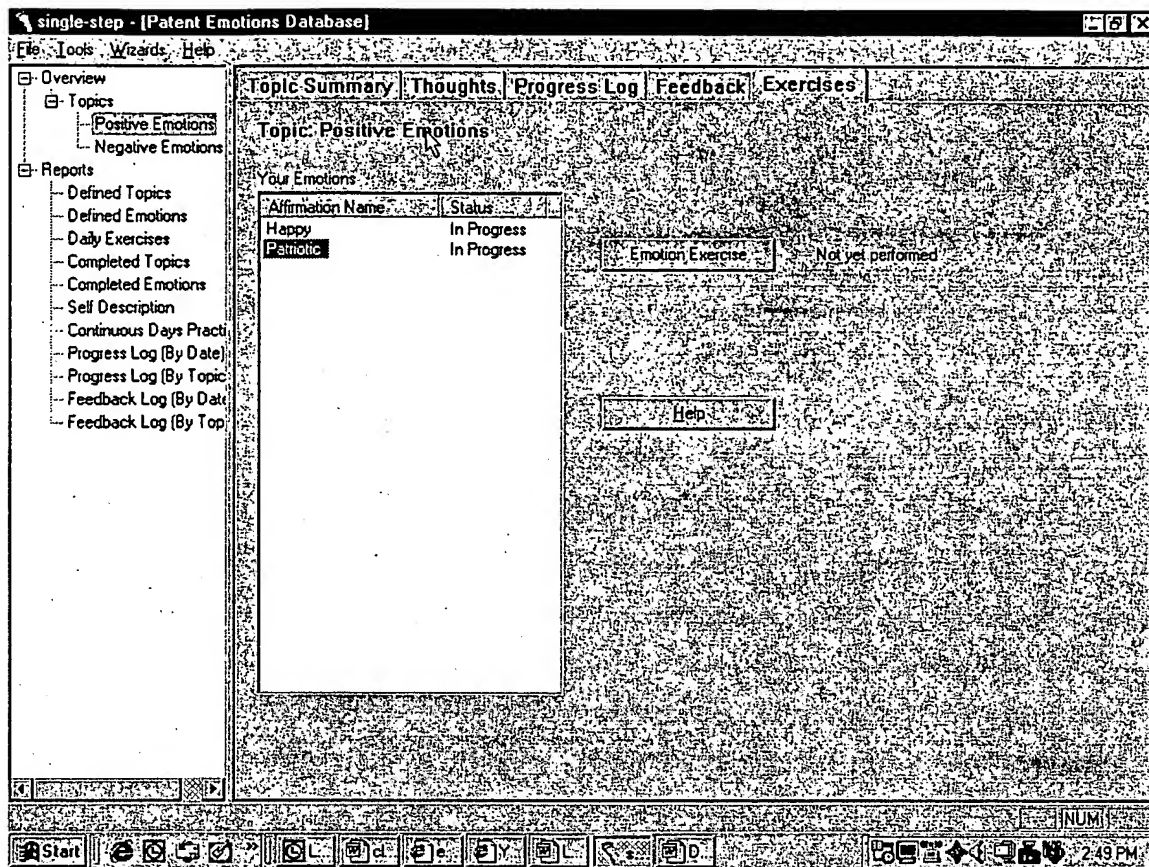 single-step - [Patent Emotions Database]
File Tools Wizards Help
Overview
Topics
Positive Emotions
Negative Emotions
Reports
Defined Topics
Defined Emotions
Daily Exercises
Completed Topics
Completed Emotions
Self Description
Continuous Days Practi
Progress Log (By Date)
Progress Log (By Topic
Feedback Log (By Date
Feedback Log (By Top
Topic Summary Thoughts Progress Log Feedback Exercises
Topic: Positive Emotions
Your Emotions
Affirmation Name Status
Happy In Progress
Patriotic In Progress
Emotion Exercise Not yet performed
Help
NUM
Start L d e Y L s D 2:49 PM